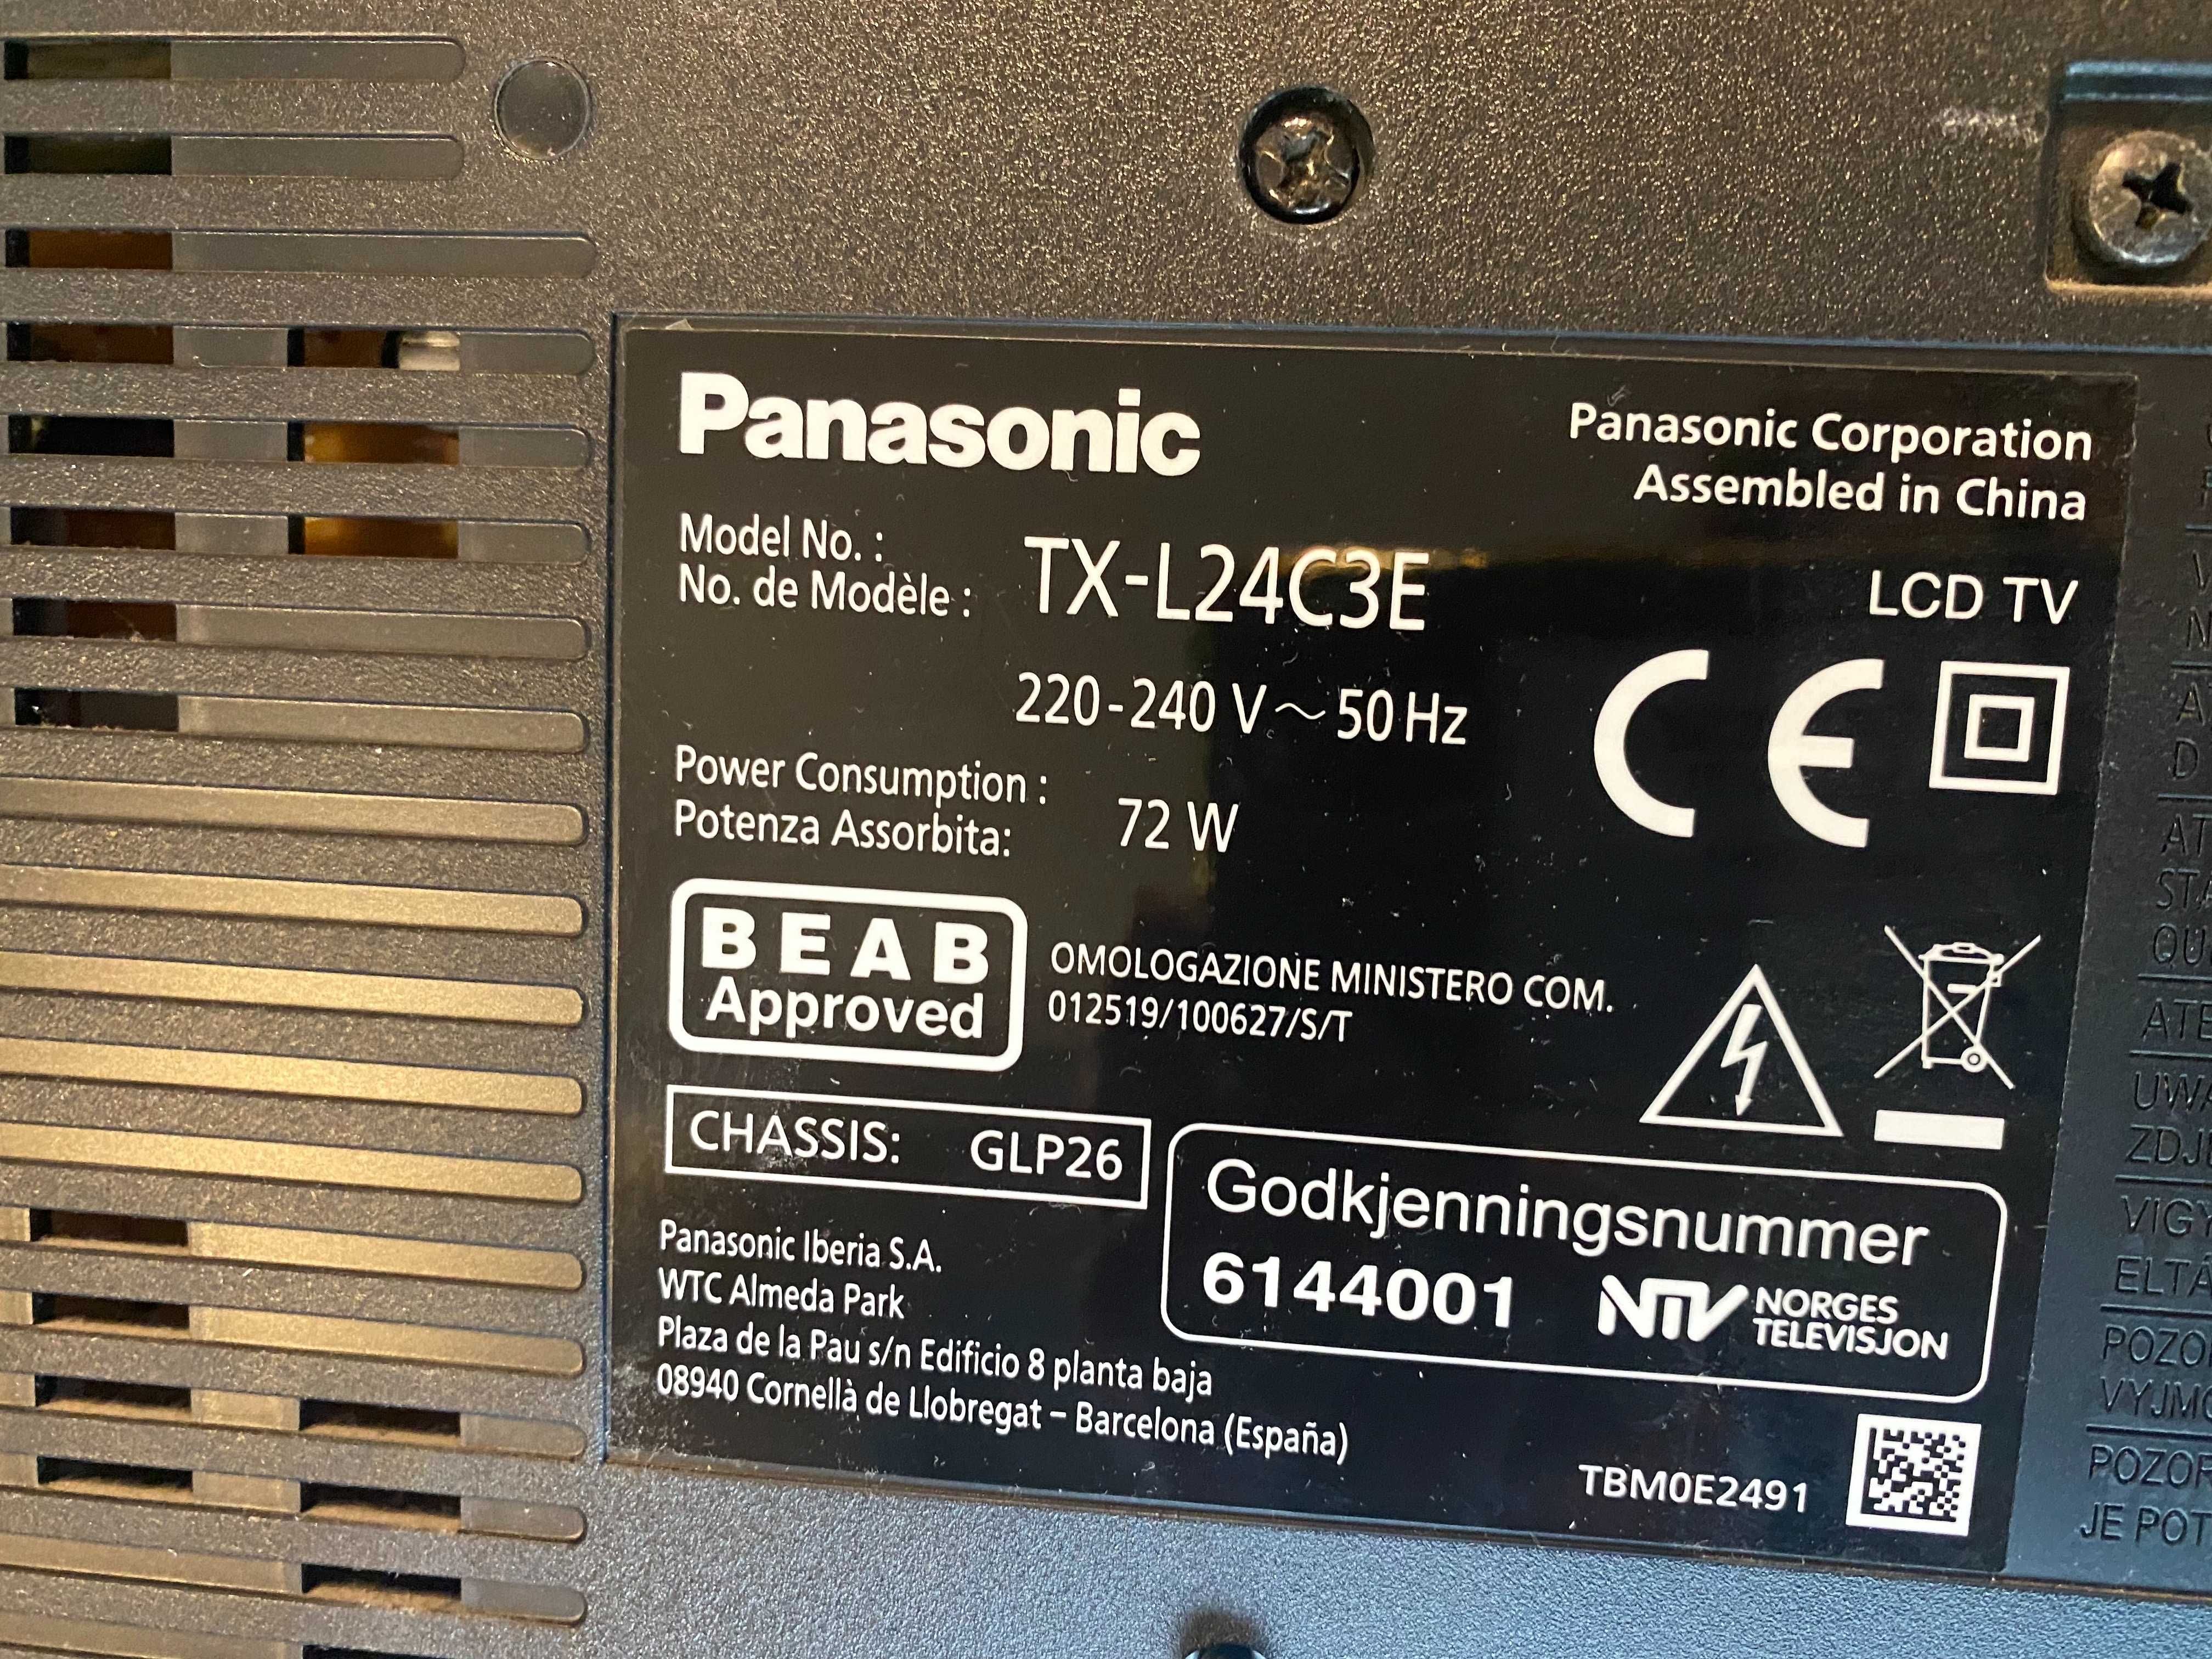 Panasonic
Panasonic Corporation
Assembled in China
Model No. :
No. de Modèle :
TX-L24C3E
LCD TV
220-240 V ~ 50 Hz
CE
Power Consumption :
Potenza Assorbita:
72 W
BEAB
Approved
OMOLOGAZIONE MINISTERO COM.
012519/100627/S/T
CHASSIS: GLP26
Godkjenningsnummer
6144001
NTV NORGES
TELEVISJON
Panasonic Iberia S.A.
WTC Almeda Park
Plaza de la Pau s/n Edificio 8 planta baja
08940 Cornellà de Llobregat – Barcelona (España)
TBM0E2491